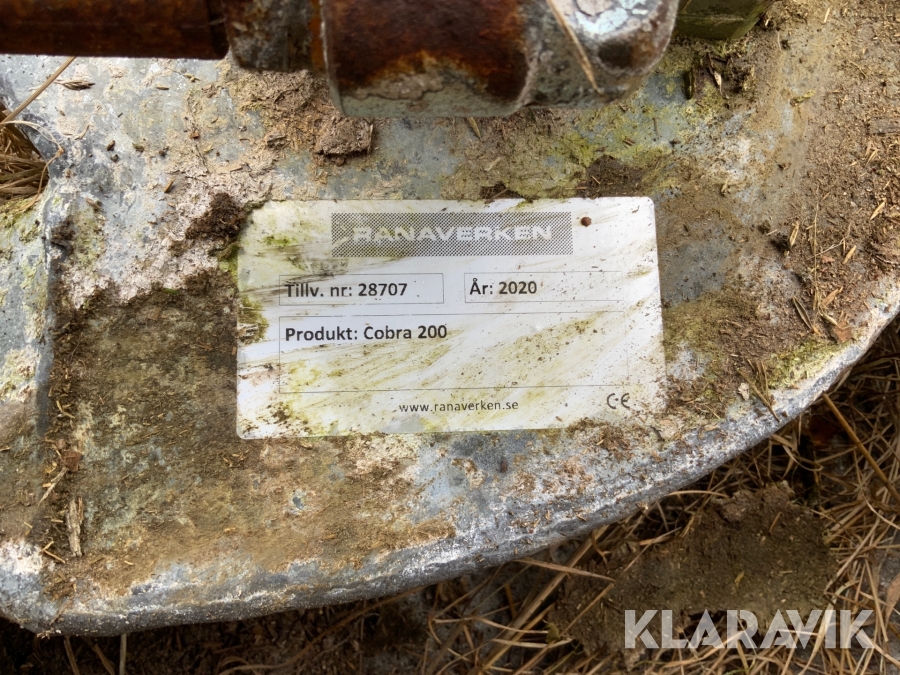 RANAVERKEN
Tillv. nr: 28707
År: 2020
Produkt: Cobra 200
www.ranaverken.se
CE
KLARAVIK